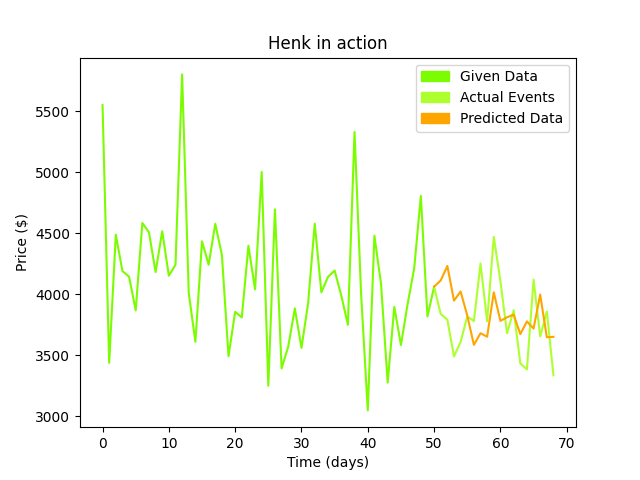 Henk in action
Given Data
Actual Events
Predicted Data
Price ($)
5500
5000
4500
4000
3500
3000
0 10 20 30 40 50 60 70
Time (days)